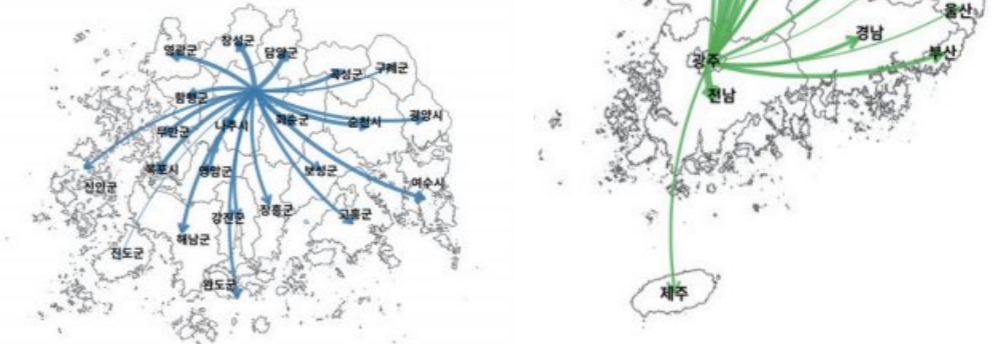 장성군
영광군
담양군
곡성군
구례군
함평군
나주시
화순군
순천시
광양시
무안군
목포시
영암군
보성군
여수시
신안군
강진군
장흥군
고흥군
해남군
진도군
완도군
울산
경남
부산
광주
전남
제주